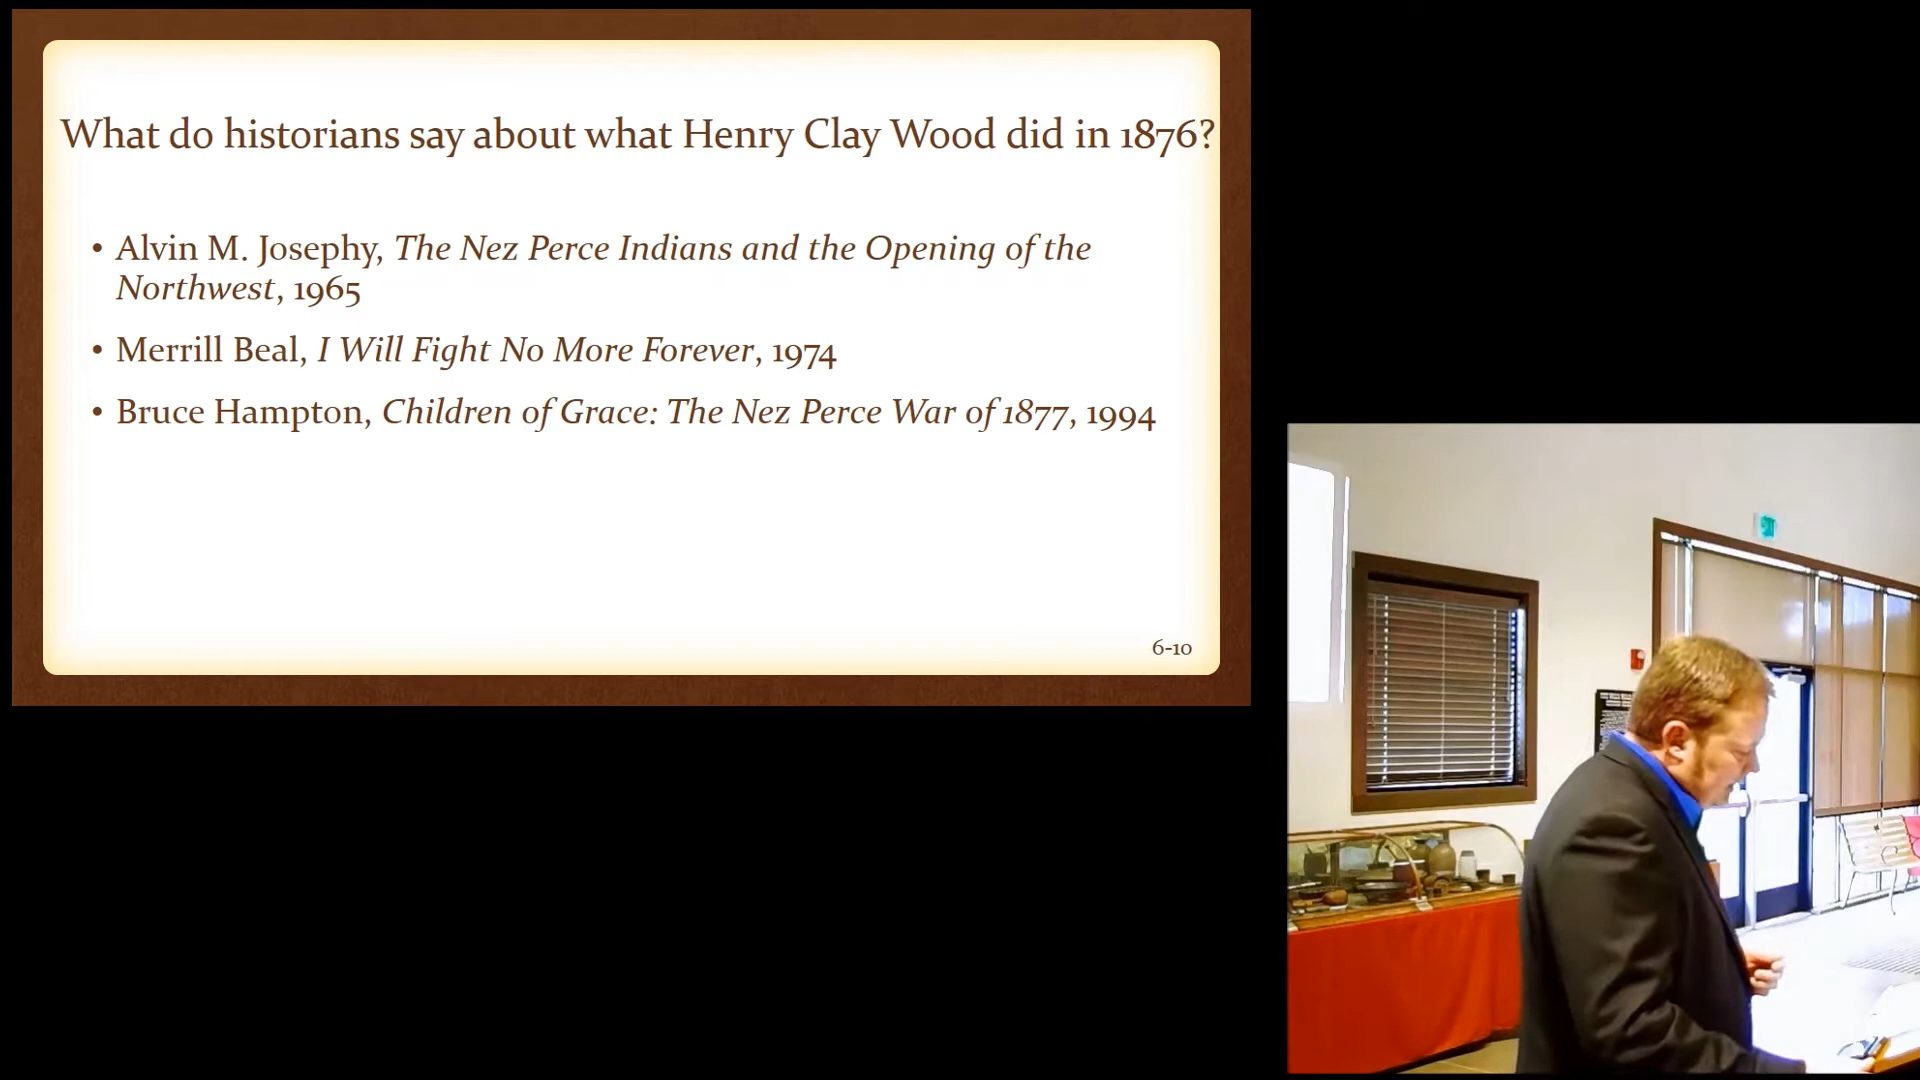 What do historians say about what Henry Clay Wood did in 1876?
• Alvin M. Josephy, The Nez Perce Indians and the Opening of the
Northwest, 1965
• Merrill Beal, I Will Fight No More Forever, 1974
• Bruce Hampton, Children of Grace: The Nez Perce War of 1877, 1994
6-10